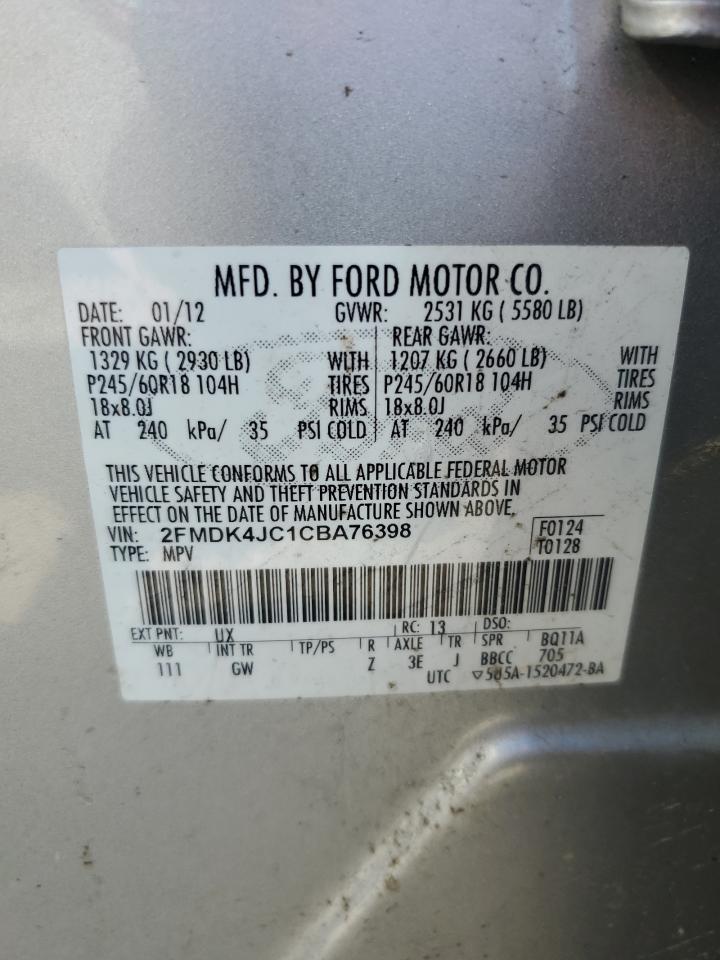 MFD. BY FORD MOTOR CO.
DATE: 01/12 GVWR: 2531 KG ( 5580 LB)
FRONT GAWR: REAR GAWR:
1329 KG ( 2930 LB) WITH 1207 KG ( 2660 LB) WITH
P245/60R18 104H TIRES P245/60R18 104H TIRES
18x8.0J RIMS 18x8.0J RIMS
AT 240 kPa/ 35 PSI COLD AT 240 kPa/ 35 PSI COLD
THIS VEHICLE CONFORMS TO ALL APPLICABLE FEDERAL MOTOR
VEHICLE SAFETY AND THEFT PREVENTION STANDARDS IN
EFFECT ON THE DATE OF MANUFACTURE SHOWN ABOVE.
VIN: 2FMDK4JC1CBA76398 F0124
TYPE: MPV T0128
EXT PNT: UX RC: 13 DSO:
WB INT TR TP/PS R AXLE TR SPR BQ11A
111 GW Z 3E J BBCC 705
UTC ▽5U5A-1520472-BA